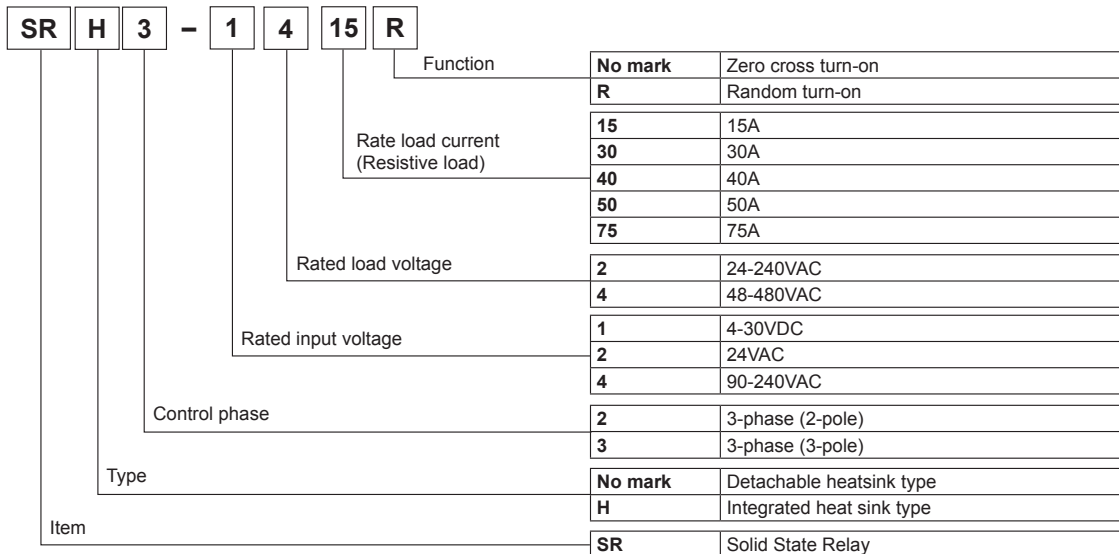 SR H 3 – 1 4 15 R
Function
No mark Zero cross turn-on
R Random turn-on
Rate load current
(Resistive load)
15 15A
30 30A
40 40A
50 50A
75 75A
Rated load voltage
2 24-240VAC
4 48-480VAC
Rated input voltage
1 4-30VDC
2 24VAC
4 90-240VAC
Control phase
2 3-phase (2-pole)
3 3-phase (3-pole)
Type
No mark Detachable heatsink type
H Integrated heat sink type
Item
SR Solid State Relay